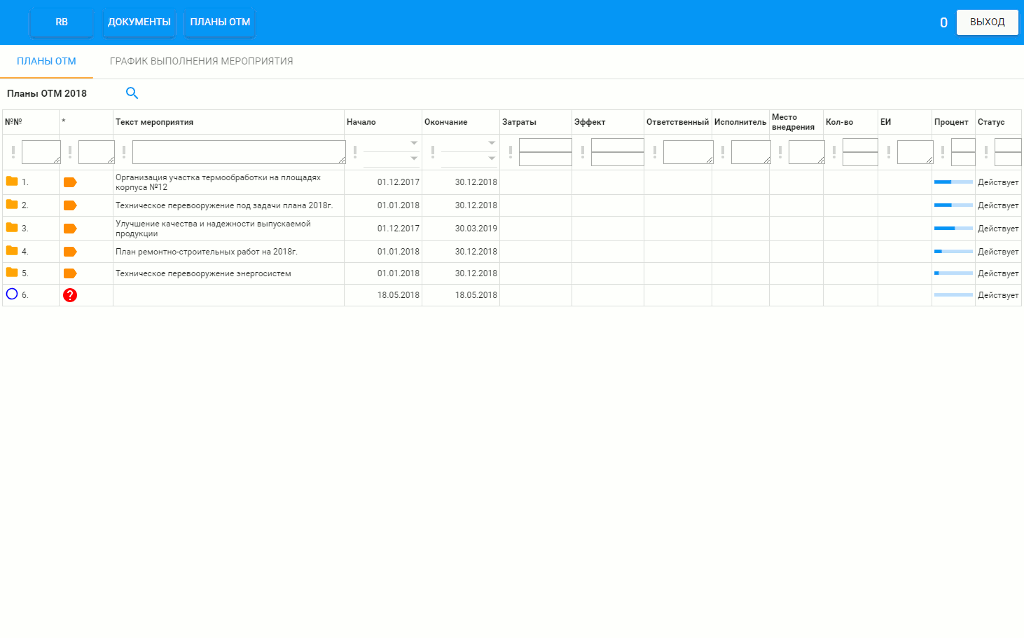 RB ДОКУМЕНТЫ ПЛАНЫ ОТМ 0 ВЫХОД
ПЛАНЫ ОТМ ГРАФИК ВЫПОЛНЕНИЯ МЕРОПРИЯТИЯ
Планы ОТМ 2018
№№ * Текст мероприятия Начало Окончание Затраты Эффект Ответственный Исполнитель Место внедрения Кол-во ЕИ Процент Статус
1. Организация участка термообработки на площадях корпуса №12 01.12.2017 30.12.2018 Действует
2. Техническое перевооружение под задачи плана 2018г. 01.01.2018 30.12.2018 Действует
3. Улучшение качества и надежности выпускаемой продукции 01.12.2017 30.03.2019 Действует
4. План ремонтно-строительных работ на 2018г. 01.01.2018 30.12.2018 Действует
5. Техническое перевооружение энергосистем 01.01.2018 30.12.2018 Действует
6. ? 18.05.2018 18.05.2018 Действует